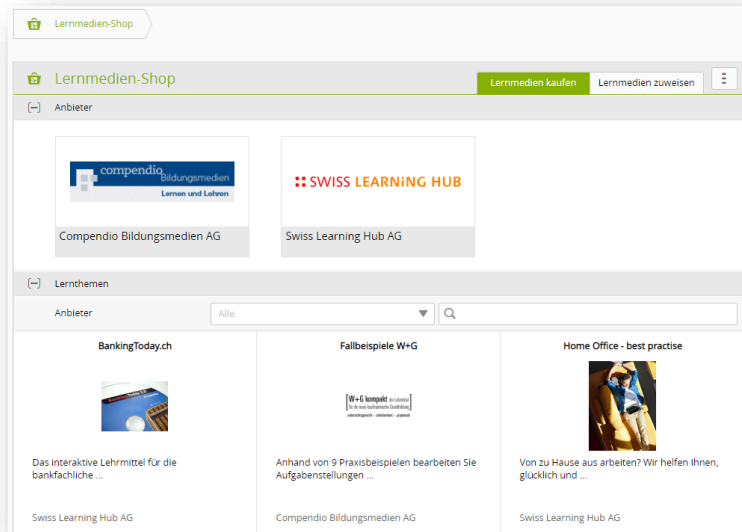 Lernmedien-Shop
Lernmedien-Shop
Lernmedien kaufen
Lernmedien zuweisen
Anbieter
compendio
Bildungsmedien
Lernen und Lehren
Compendio Bildungsmedien AG
SWISS LEARNiNG HUB
Swiss Learning Hub AG
Lernthemen
Anbieter
Alle
BankingToday.ch
Das interaktive Lehrmittel für die
bankfachliche ...
Swiss Learning Hub AG
Fallbeispiele W+G
W+G kompakt
Anhand von 9 Praxisbeispielen bearbeiten Sie
Aufgabenstellungen ...
Compendio Bildungsmedien AG
Home Office - best practise
Von zu Hause aus arbeiten? Wir helfen Ihnen,
glücklich und ...
Swiss Learning Hub AG